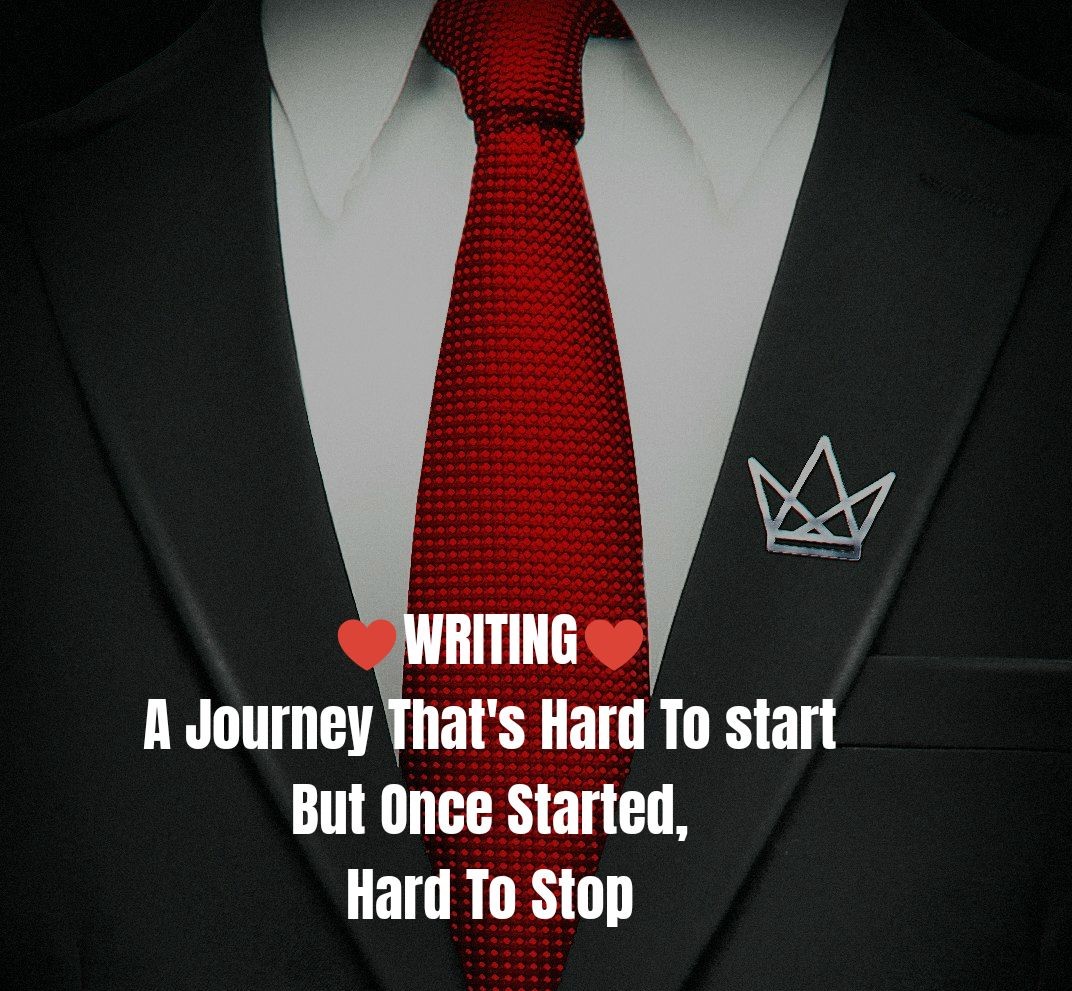 ❤️WRITING❤️
A Journey That's Hard To start
But Once Started,
Hard To Stop